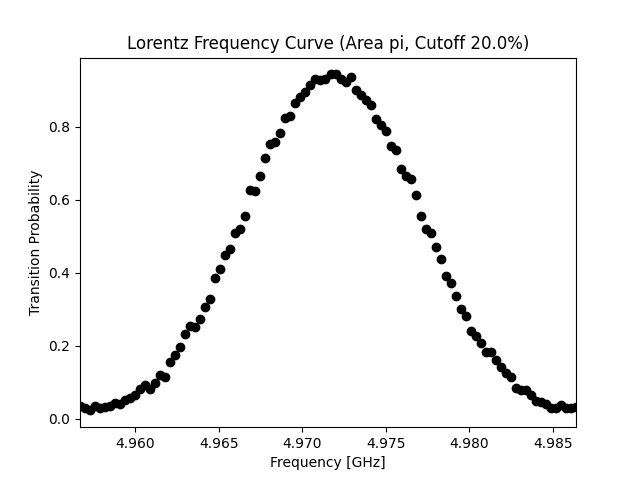 Lorentz Frequency Curve (Area pi, Cutoff 20.0%)
Transition Probability
0.8
0.6
0.4
0.2
0.0
4.960 4.965 4.970 4.975 4.980 4.985
Frequency [GHz]